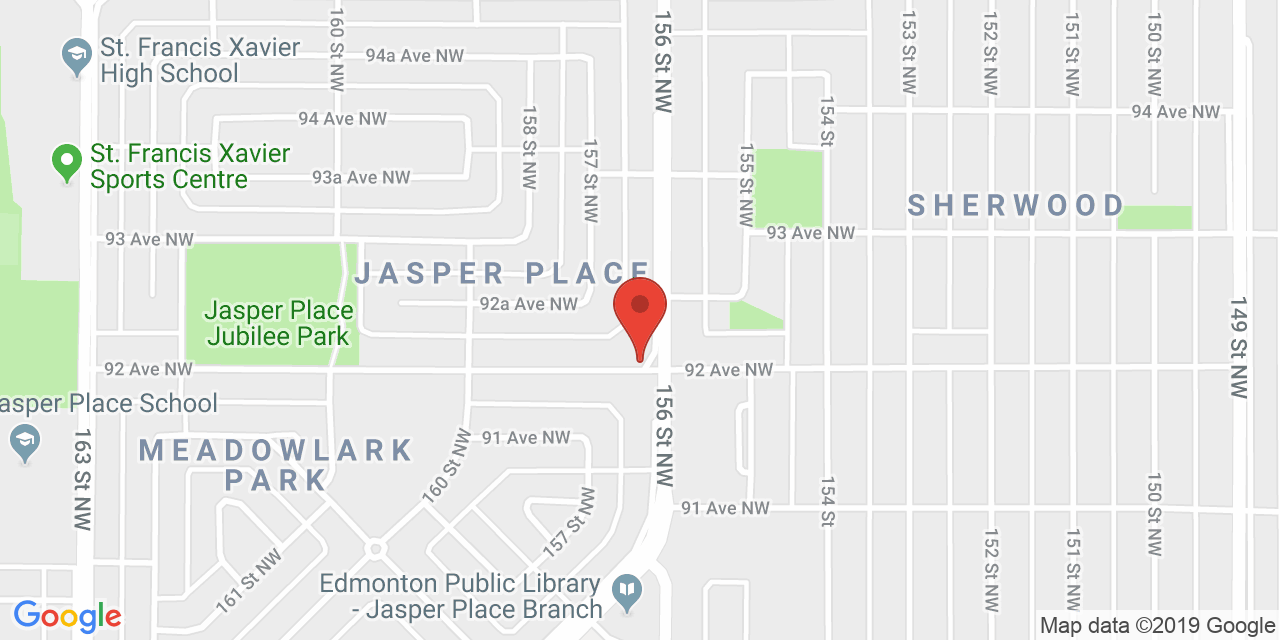 160 St NW
156 St NW
153 St NW
152 St NW
151 St NW
150 St NW
St. Francis Xavier
High School
94a Ave NW
94 Ave NW
158 St NW
154 St
94 Ave NW
St. Francis Xavier
Sports Centre
93a Ave NW
157 St NW
155 St NW
SHERWOOD
93 Ave NW
93 Ave NW
JASPER PLACE
92a Ave NW
Jasper Place
Jubilee Park
149 St NW
92 Ave NW
92 Ave NW
asper Place School
156 St NW
91 Ave NW
MEADOWLARK
PARK
163 St NW
160 St NW
154 St
150 St NW
91 Ave NW
157 St NW
152 St NW
151 St NW
161 St NW
Edmonton Public Library
- Jasper Place Branch
Google
Map data ©2019 Google